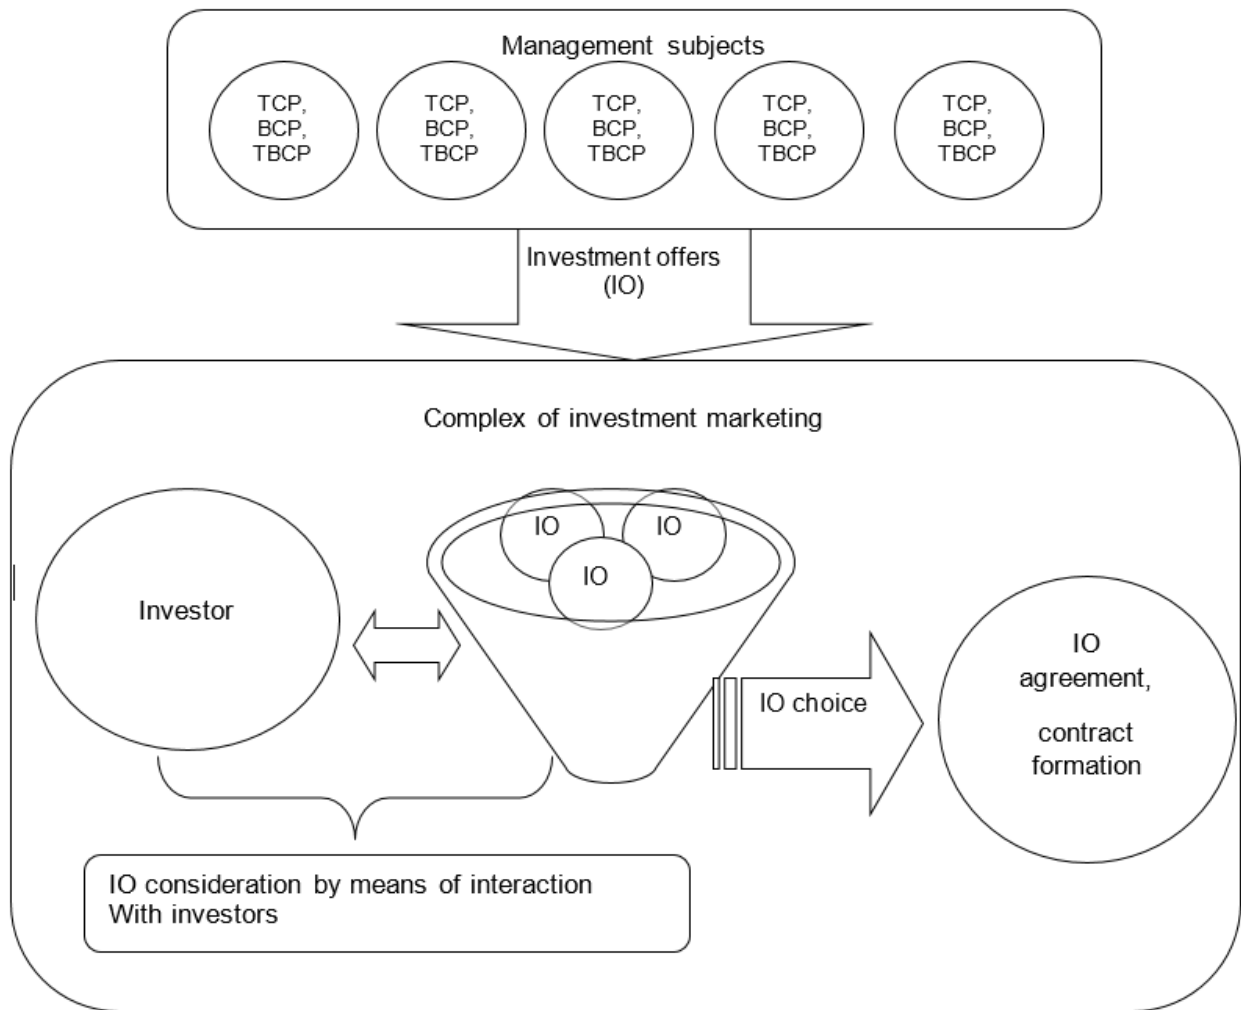 Management subjects
TCP,
BCP,
TBCP
TCP,
BCP,
TBCP
TCP,
BCP,
TBCP
TCP,
BCP,
TBCP
TCP,
BCP,
TBCP
Investment offers
(IO)
Complex of investment marketing
Investor
IO
IO
IO
IO choice
IO
agreement,
contract
formation
IO consideration by means of interaction
With investors